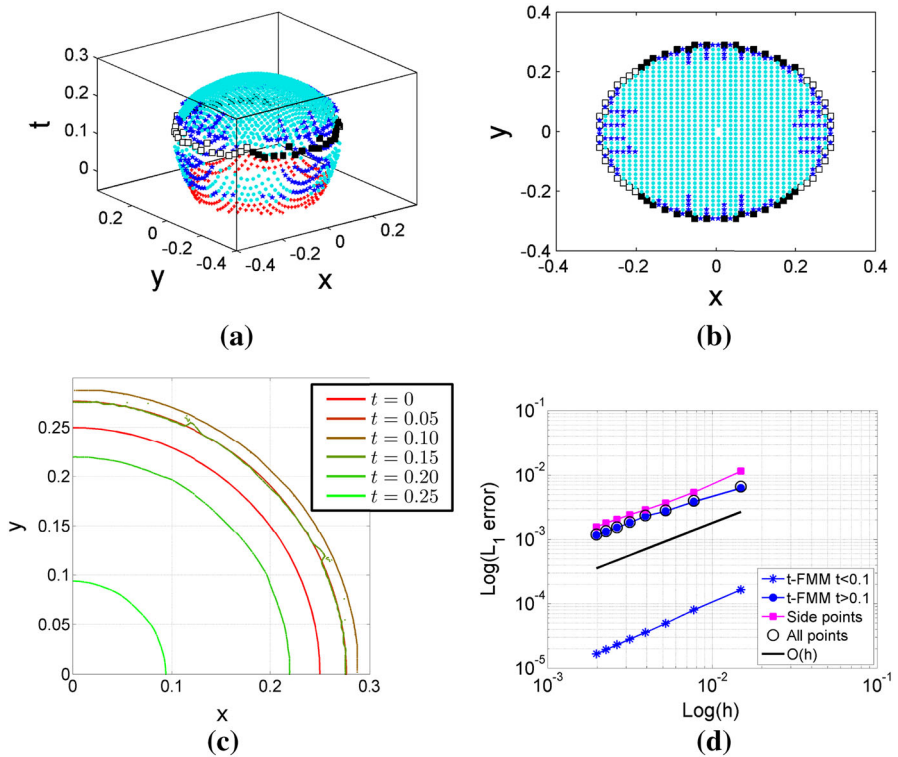 0.3
0.2
t
0.1
0
0.2
0
-0.2
-0.4
y
-0.4
-0.2
0
0.2
x
(a)
0.4
0.2
y
0
-0.2
-0.4
-0.4 -0.2 0 0.2 0.4
x
(b)
0.25
0.2
y
0.15
0.1
0.05
0
0 0.1 0.2 0.3
x
t = 0
t = 0.05
t = 0.10
t = 0.15
t = 0.20
t = 0.25
(c)
10^-1
10^-2
10^-3
10^-4
10^-5
Log(L_1 error)
10^-3 10^-2 10^-1
Log(h)
t-FMM t<0.1
t-FMM t>0.1
Side points
All points
O(h)
(d)